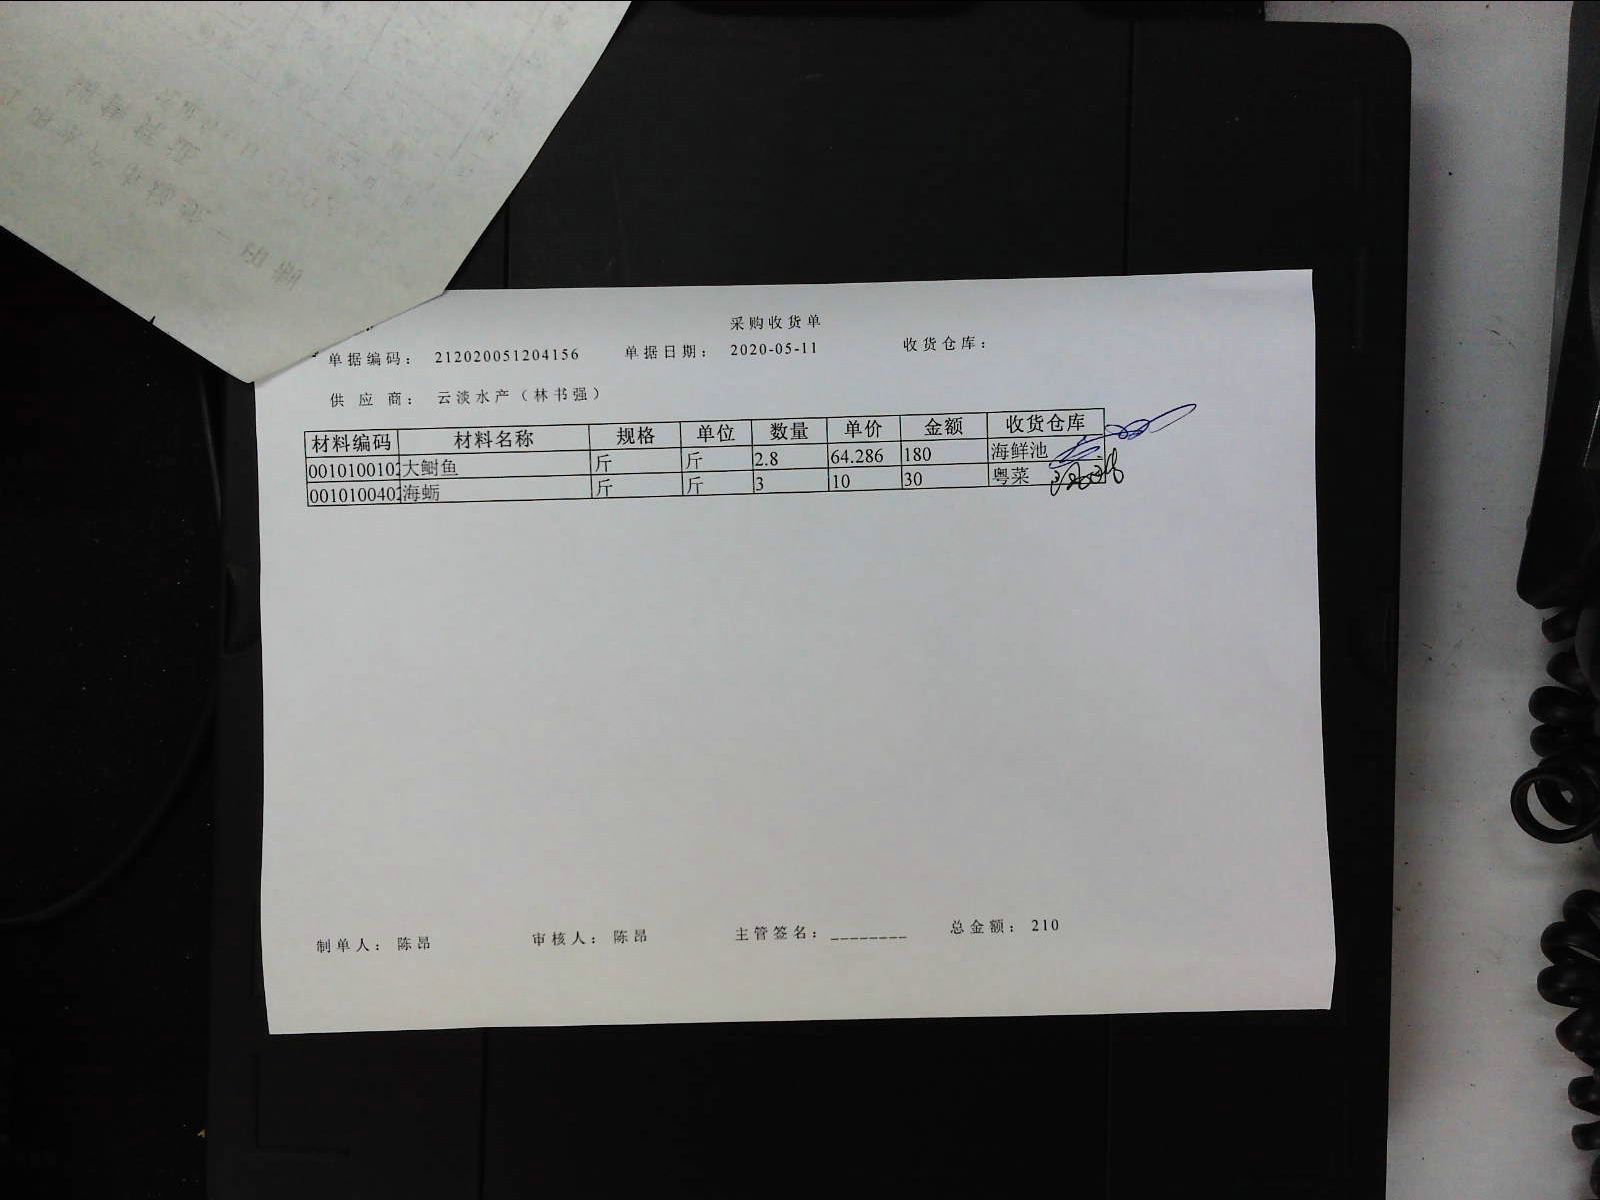 采购收货单
单据编码： 212020051204156 单据日期： 2020-05-11 收货仓库：
供 应 商： 云淡水产（林书强）
材料编码 材料名称 规格 单位 数量 单价 金额 收货仓库
0010100102 大鲥鱼 斤 斤 2.8 64.286 180 海鲜池
0010100402 海蛎 斤 斤 3 10 30 粤菜
制单人： 陈昂 审核人： 陈昂 主管签名： ________ 总金额： 210